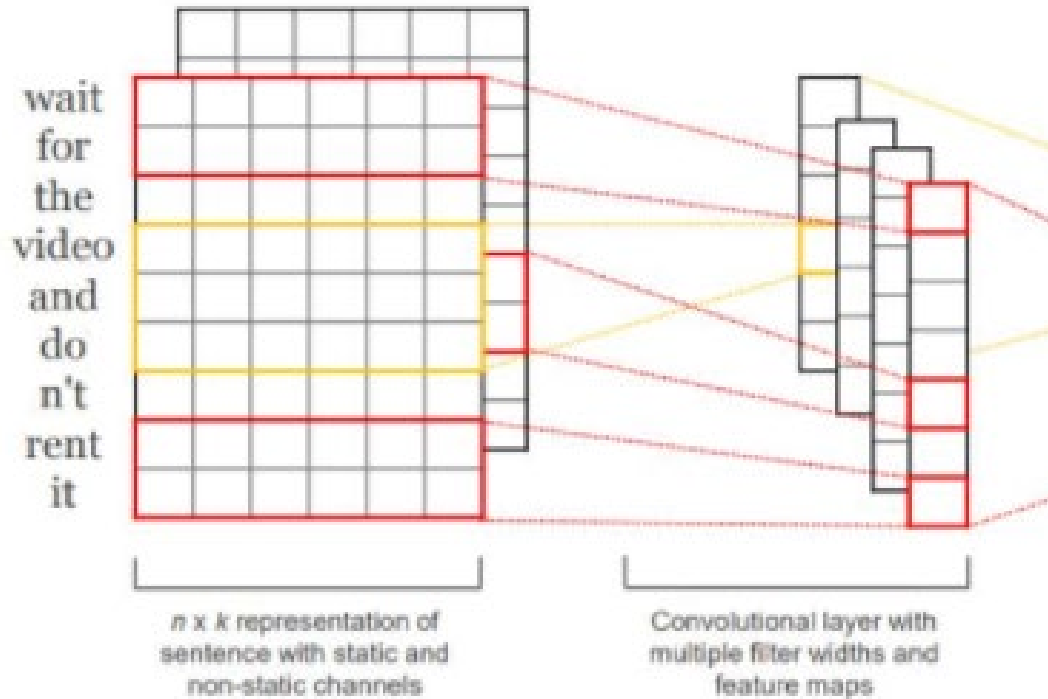 wait
for
the
video
and
do
n't
rent
it
n x k representation of
sentence with static and
non-static channels
Convolutional layer with
multiple filter widths and
feature maps